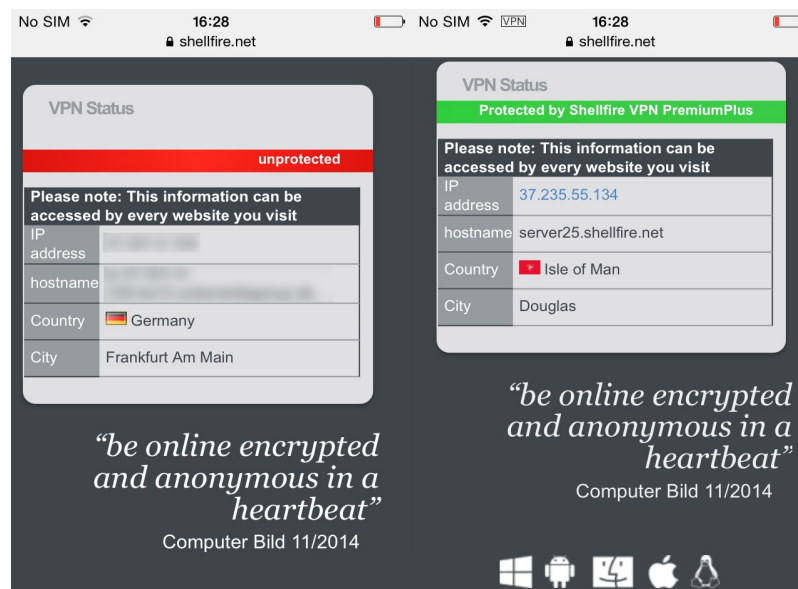 No SIM
16:28
shellfire.net
VPN Status
unprotected
Please note: This information can be
accessed by every website you visit
IP
address
hostname
Country Germany
City Frankfurt Am Main
“be online encrypted
and anonymous in a
heartbeat”
Computer Bild 11/2014
No SIM VPN
16:28
shellfire.net
VPN Status
Protected by Shellfire VPN PremiumPlus
Please note: This information can be
accessed by every website you visit
IP
address 37.235.55.134
hostname server25.shellfire.net
Country Isle of Man
City Douglas
“be online encrypted
and anonymous in a
heartbeat”
Computer Bild 11/2014